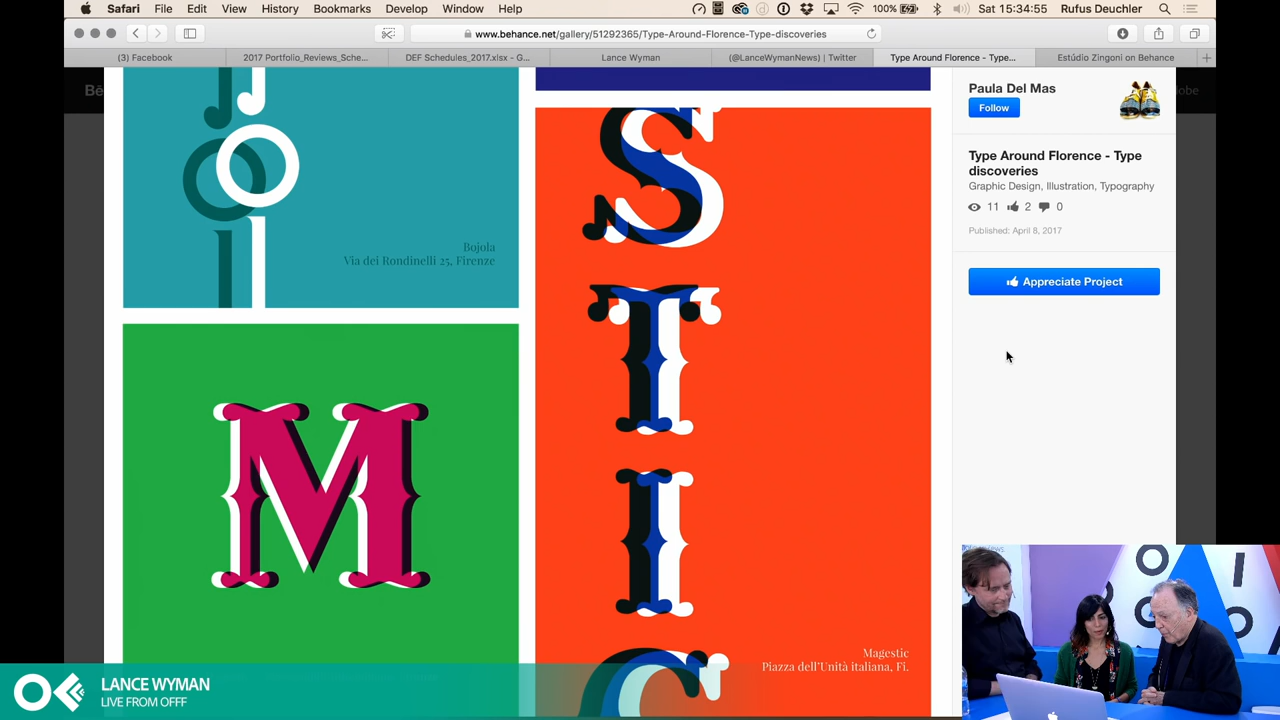 Safari File Edit View History Bookmarks Develop Window Help
100% Sat 15:34:55 Rufus Deuchler
www.behance.net/gallery/51292365/Type-Around-Florence-Type-discoveries
(3) Facebook
2017 Portfolio_Reviews_Sche...
DEF Schedules_2017.xlsx - G...
Lance Wyman
(@LanceWymanNews) | Twitter
Type Around Florence - Type...
Estúdio Zingoni on Behance
Bojola
Via dei Rondinelli 25, Firenze
M
S
T
I
C
Magestic
Piazza dell'Unità italiana, Fi.
Paula Del Mas
Follow
Type Around Florence - Type
discoveries
Graphic Design, Illustration, Typography
11 2 0
Published: April 8, 2017
Appreciate Project
LANCE WYMAN
LIVE FROM OFFF